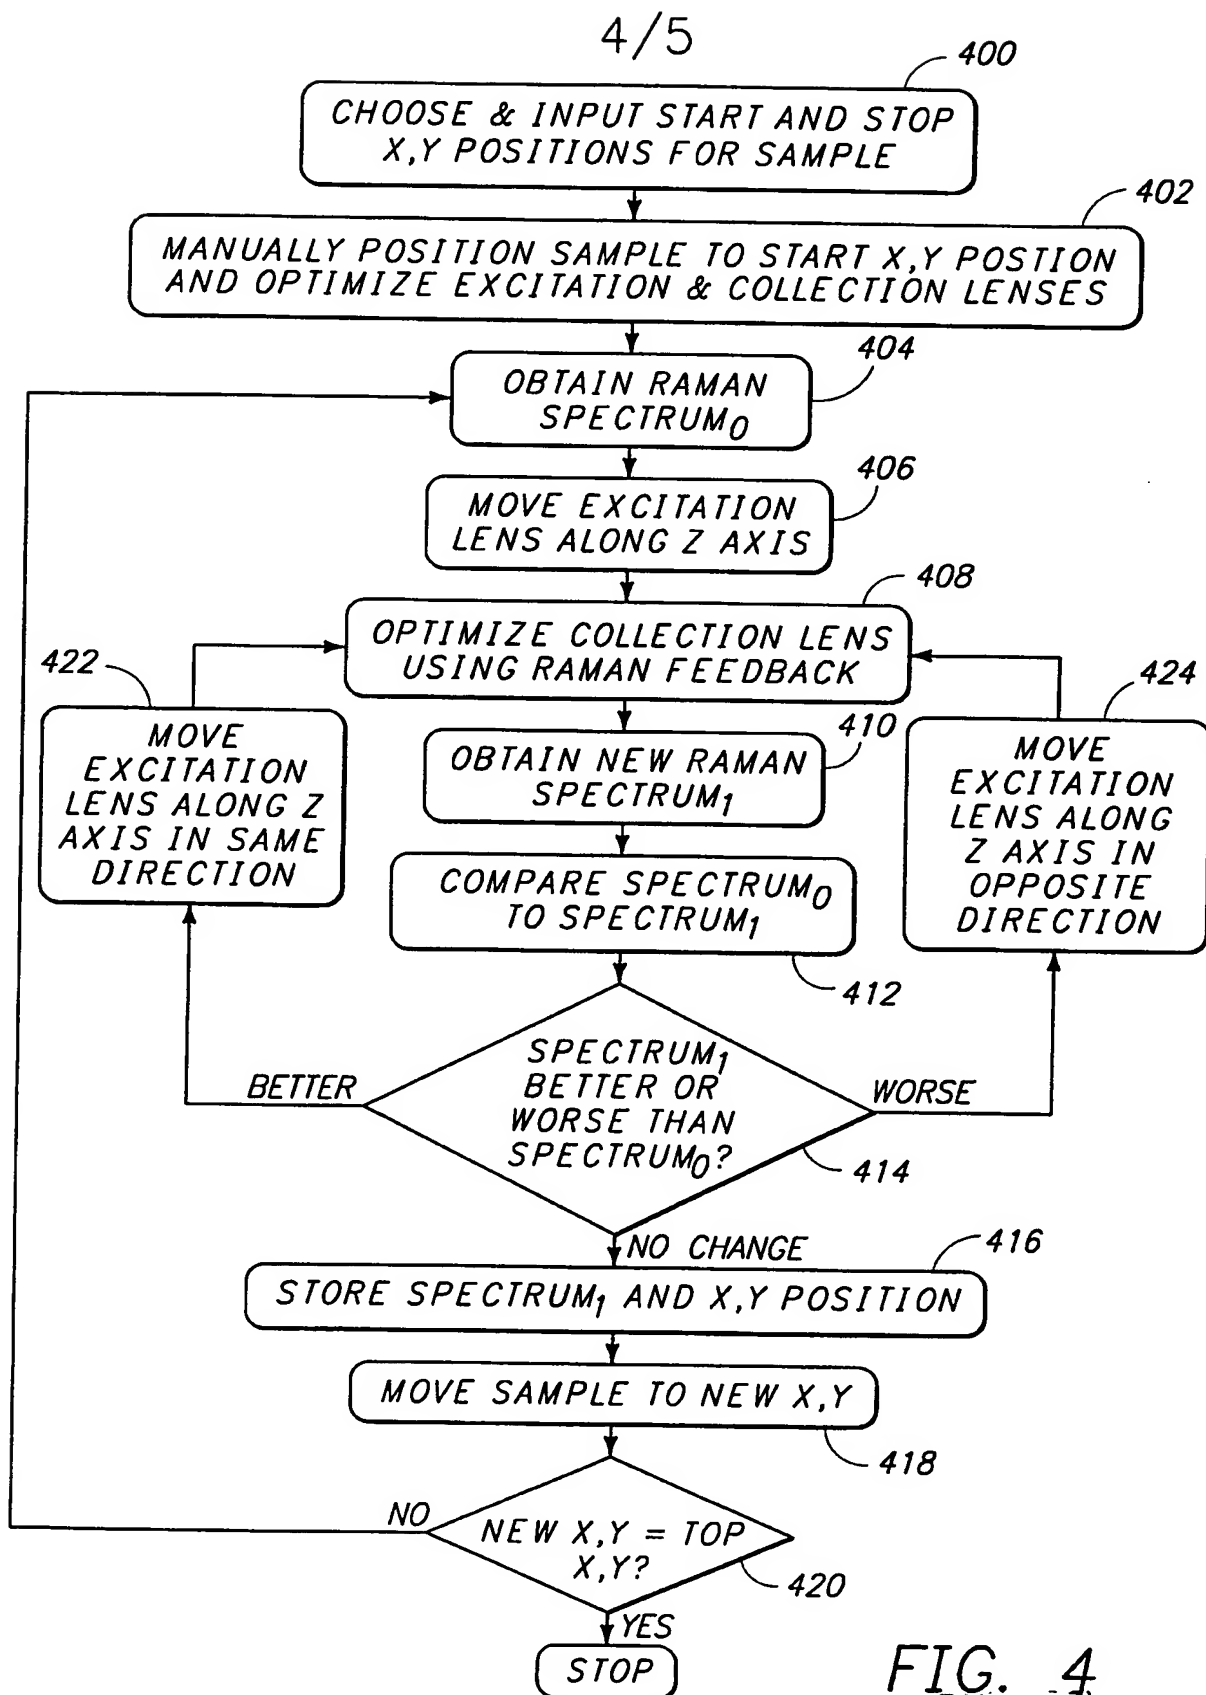 4/5
400
CHOOSE & INPUT START AND STOP
X,Y POSITIONS FOR SAMPLE
402
MANUALLY POSITION SAMPLE TO START X,Y POSTION
AND OPTIMIZE EXCITATION & COLLECTION LENSES
404
OBTAIN RAMAN
SPECTRUM₀
406
MOVE EXCITATION
LENS ALONG Z AXIS
408
OPTIMIZE COLLECTION LENS
USING RAMAN FEEDBACK
422
MOVE
EXCITATION
LENS ALONG Z
AXIS IN SAME
DIRECTION
410
OBTAIN NEW RAMAN
SPECTRUM₁
424
MOVE
EXCITATION
LENS ALONG
Z AXIS IN
OPPOSITE
DIRECTION
COMPARE SPECTRUM₀
TO SPECTRUM₁
412
SPECTRUM₁
BETTER OR
WORSE THAN
SPECTRUM₀?
BETTER
WORSE
414
NO CHANGE
416
STORE SPECTRUM₁ AND X,Y POSITION
MOVE SAMPLE TO NEW X,Y
418
NO
NEW X,Y = TOP
X,Y?
420
YES
STOP
FIG. 4